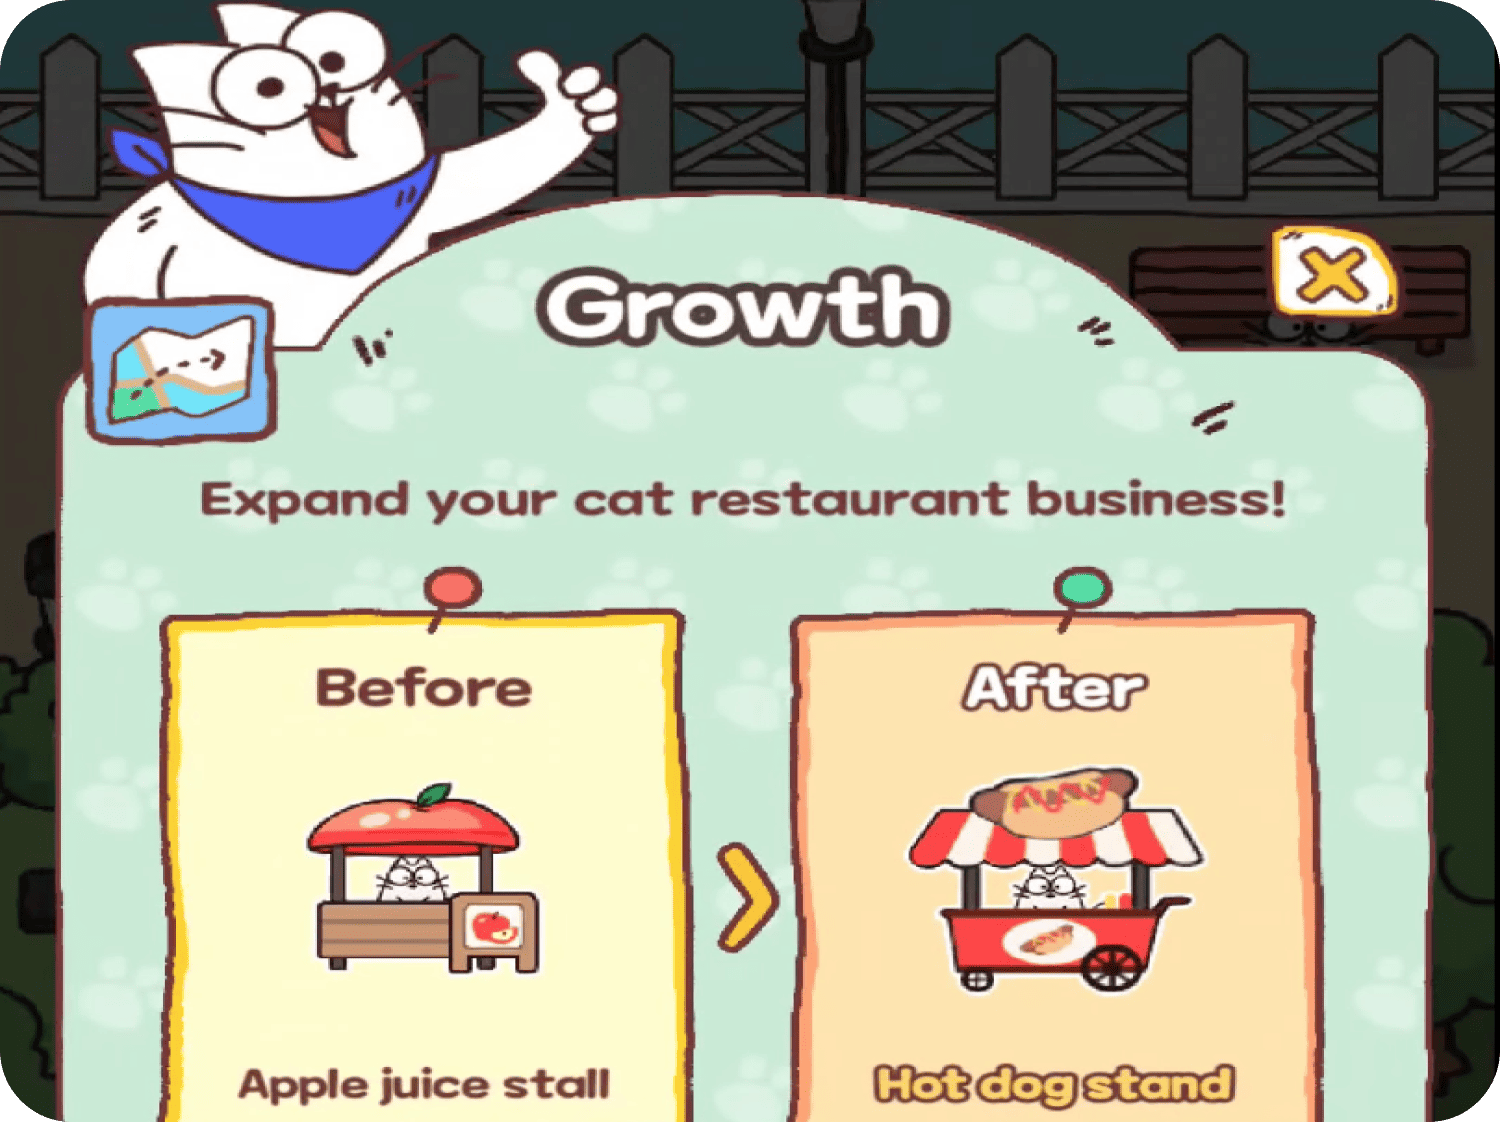 Growth
Expand your cat restaurant business!
Before
After
Apple juice stall
Hot dog stand